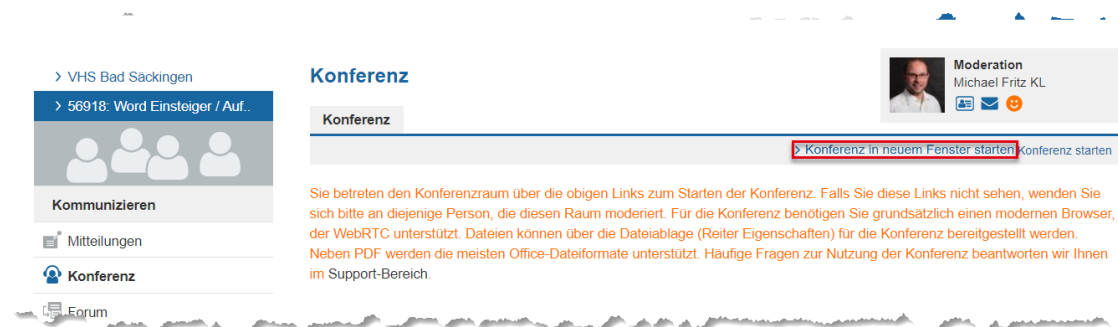 VHS Bad Säckingen
56918: Word Einsteiger / Auf..
Kommunizieren
Mitteilungen
Konferenz
Forum
Konferenz
Moderation
Michael Fritz KL
Konferenz
Konferenz in neuem Fenster starten Konferenz starten
Sie betreten den Konferenzraum über die obigen Links zum Starten der Konferenz. Falls Sie diese Links nicht sehen, wenden Sie
sich bitte an diejenige Person, die diesen Raum moderiert. Für die Konferenz benötigen Sie grundsätzlich einen modernen Browser,
der WebRTC unterstützt. Dateien können über die Dateiablage (Reiter Eigenschaften) für die Konferenz bereitgestellt werden.
Neben PDF werden die meisten Office-Dateiformate unterstützt. Häufige Fragen zur Nutzung der Konferenz beantworten wir Ihnen
im Support-Bereich.